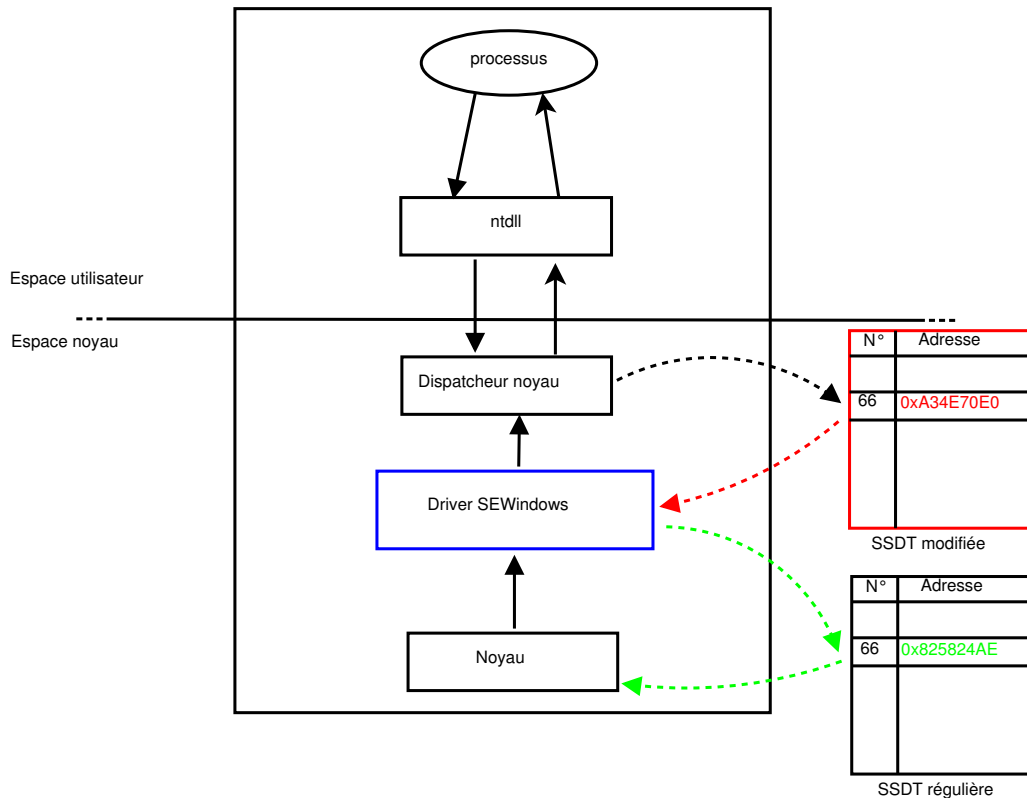 processus
ntdll
Espace utilisateur
Espace noyau
Dispatcheur noyau
N° Adresse
66 0xA34E70E0
Driver SEWindows
SSDT modifiée
N° Adresse
66 0x825824AE
Noyau
SSDT régulière